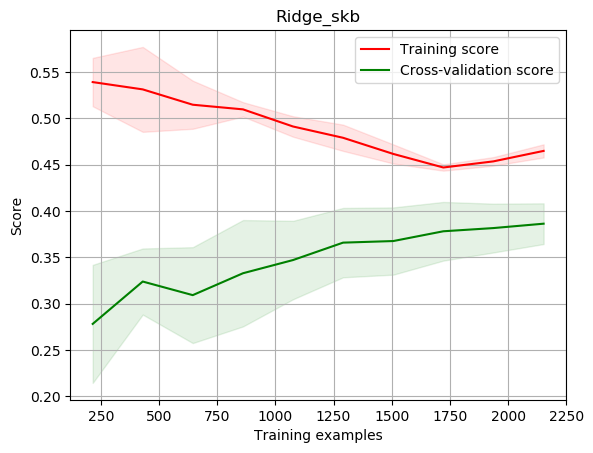 Ridge_skb
Training score
Cross-validation score
Score
0.55
0.50
0.45
0.40
0.35
0.30
0.25
0.20
250 500 750 1000 1250 1500 1750 2000 2250
Training examples